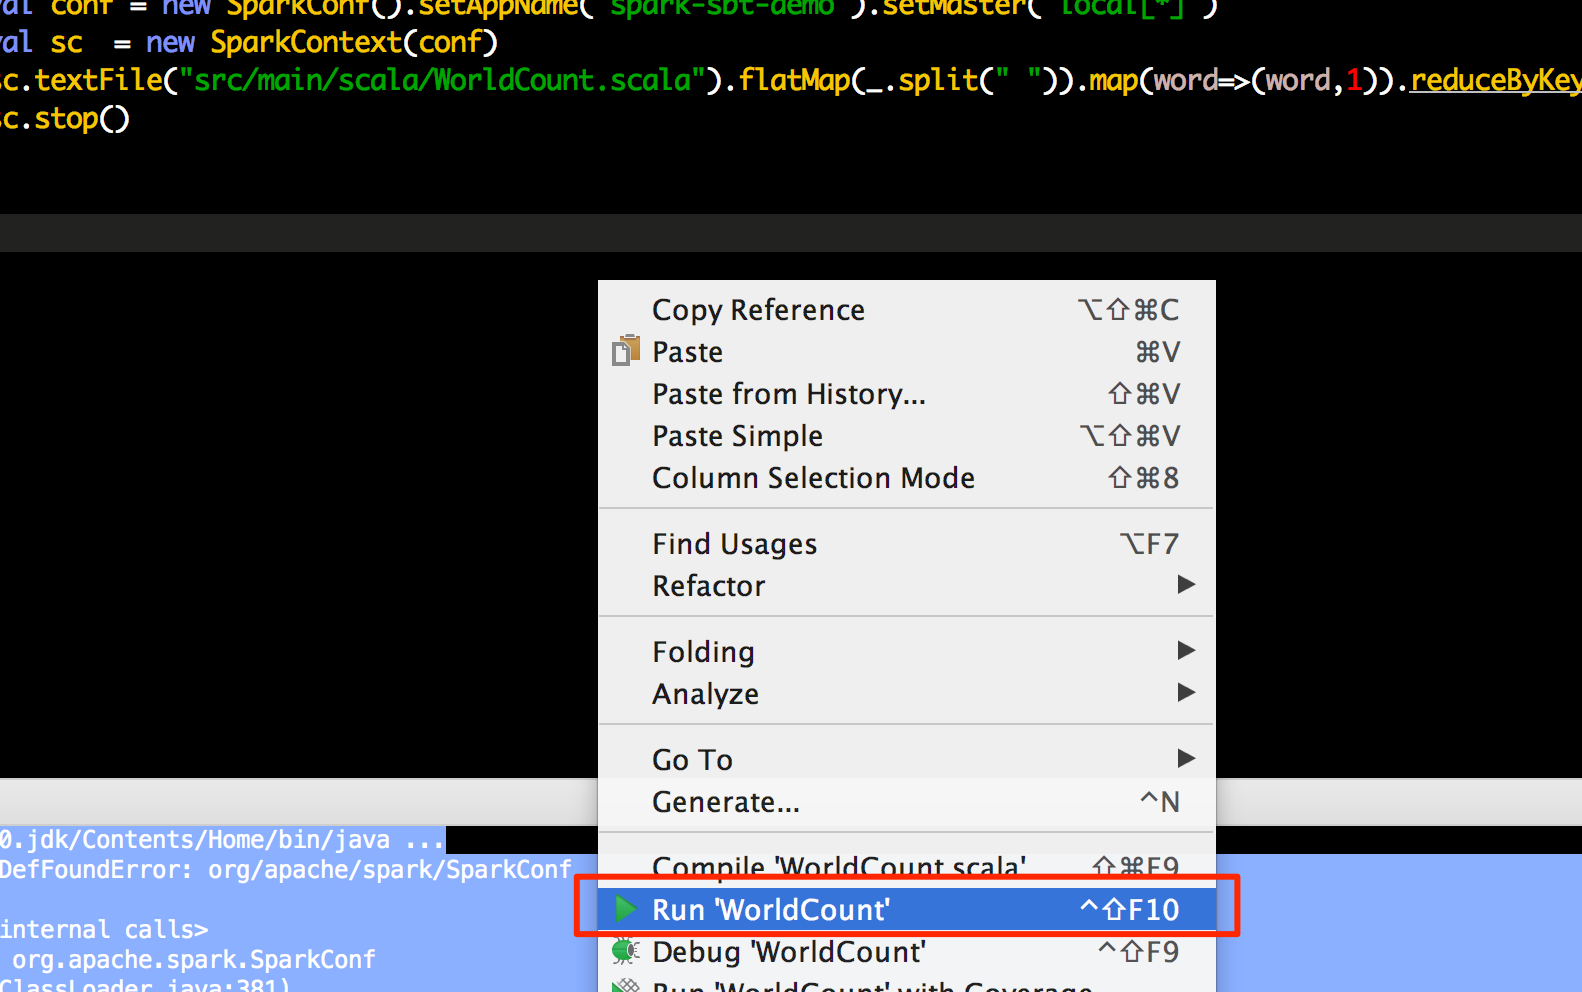 val conf = new SparkConf().setAppName("spark-sbt-demo").setMaster("local[*]")
val sc  = new SparkContext(conf)
sc.textFile("src/main/scala/WorldCount.scala").flatMap(_.split(" ")).map(word=>(word,1)).reduceByKey
sc.stop()
Copy Reference ⌥⇧⌘C
Paste ⌘V
Paste from History... ⇧⌘V
Paste Simple ⌥⇧⌘V
Column Selection Mode ⇧⌘8
Find Usages ⌥F7
Refactor
Folding
Analyze
Go To
Generate... ^N
0.jdk/Contents/Home/bin/java ...
DefFoundError: org/apache/spark/SparkConf
Compile 'WorldCount.scala' ⇧⌘F9
Run 'WorldCount' ^⇧F10
internal calls>
org.apache.spark.SparkConf
Debug 'WorldCount' ^⇧F9
ClassLoader.java:381)
Run 'WorldCount' with Coverage